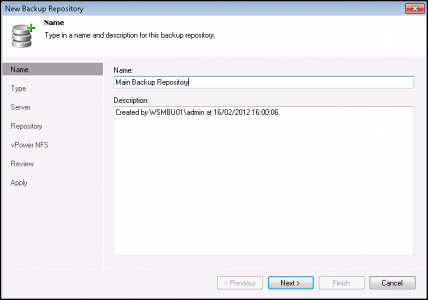 New Backup Repository
Name
Type in a name and description for this backup repository.
Name
Type
Server
Repository
vPower NFS
Review
Apply
Name:
Main Backup Repository
Description:
Created by WSMBU01\admin at 16/02/2012 16:00:06.
< Previous
Next >
Finish
Cancel